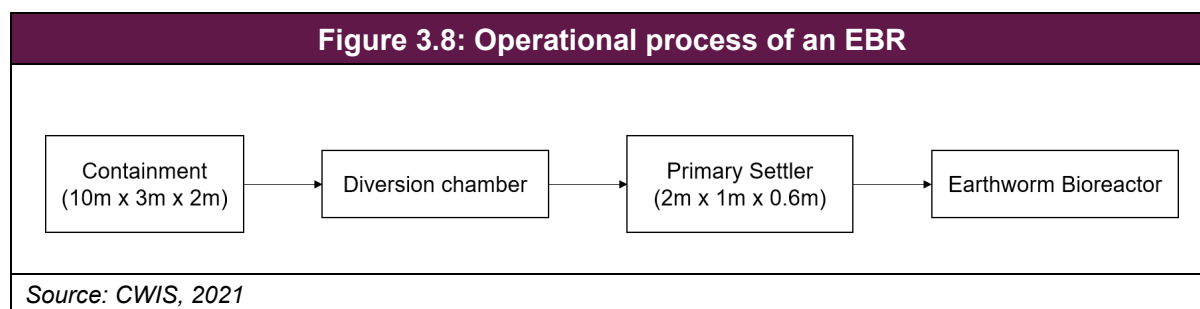 Figure 3.8: Operational process of an EBR
Containment
(10m x 3m x 2m)
Diversion chamber
Primary Settler
(2m x 1m x 0.6m)
Earthworm Bioreactor
Source: CWIS, 2021